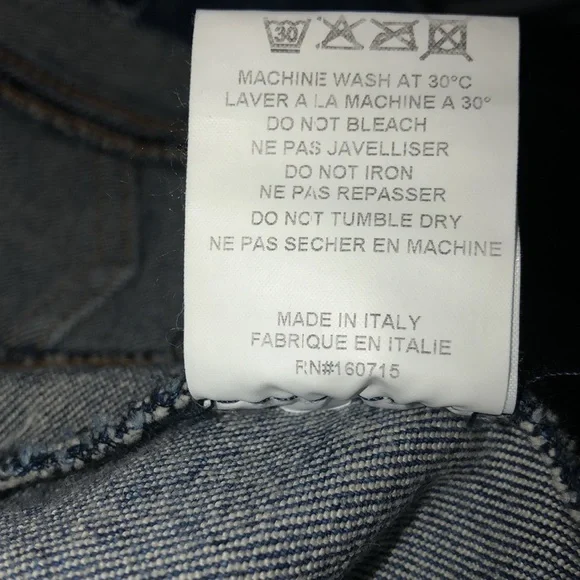 30
MACHINE WASH AT 30°C
LAVER A LA MACHINE A 30°
DO NOT BLEACH
NE PAS JAVELLISER
DO NOT IRON
NE PAS REPASSER
DO NOT TUMBLE DRY
NE PAS SECHER EN MACHINE
MADE IN ITALY
FABRIQUE EN ITALIE
RN#160715